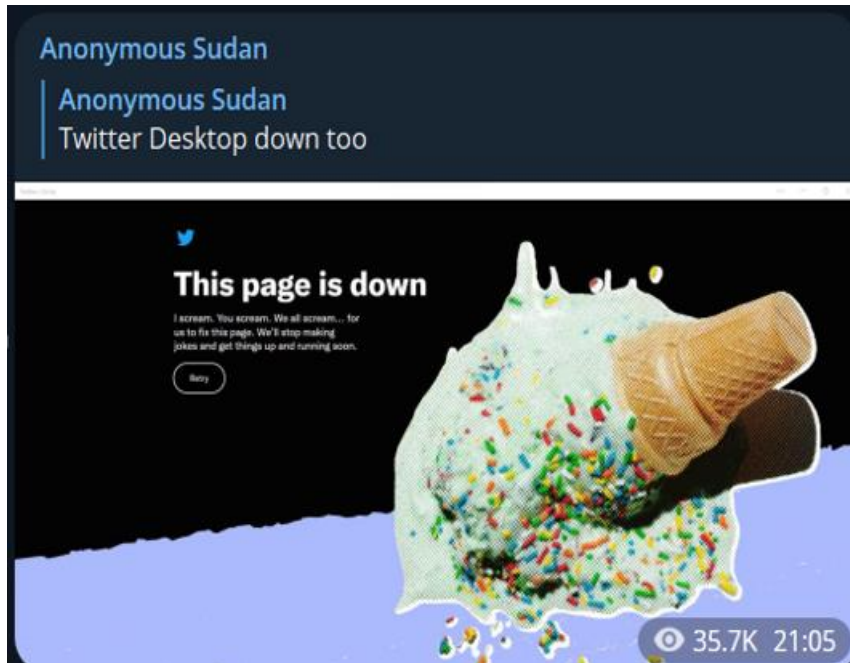 Anonymous Sudan
Anonymous Sudan
Twitter Desktop down too
This page is down
I scream. You scream. We all scream... for
us to fix this page. We'll stop making
jokes and get things up and running soon.
Retry
35.7K 21:05